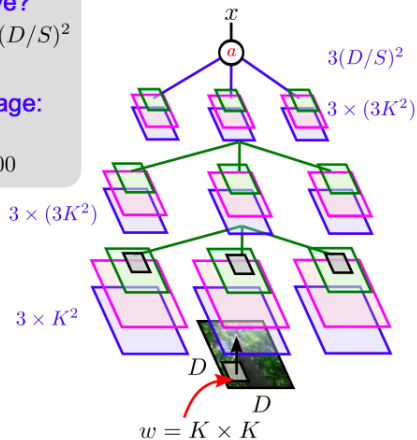 ve?
(D/S)²
age:
00
x
a
3(D/S)²
3 × (3K²)
3 × (3K²)
3 × K²
D
D
w = K × K